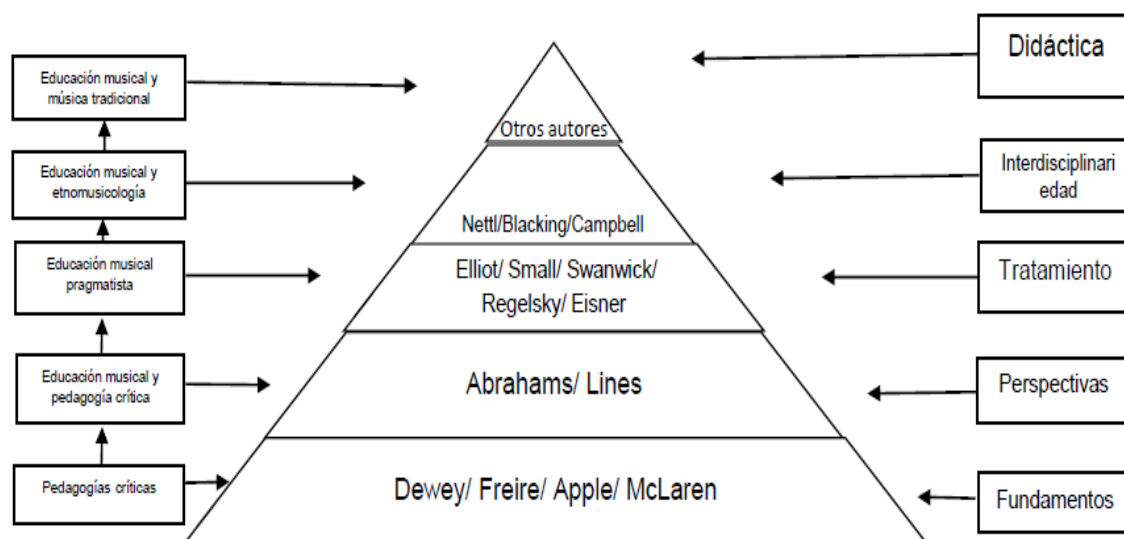 Educación musical y
música tradicional
Otros autores
Didáctica
Educación musical y
etnomusicología
Nettl/Blacking/Campbell
Interdisciplinari
edad
Educación musical
pragmatista
Elliot/ Small/ Swanwick/
Regelsky/ Eisner
Tratamiento
Educación musical y
pedagogía crítica
Abrahams/ Lines
Perspectivas
Pedagogías críticas
Dewey/ Freire/ Apple/ McLaren
Fundamentos